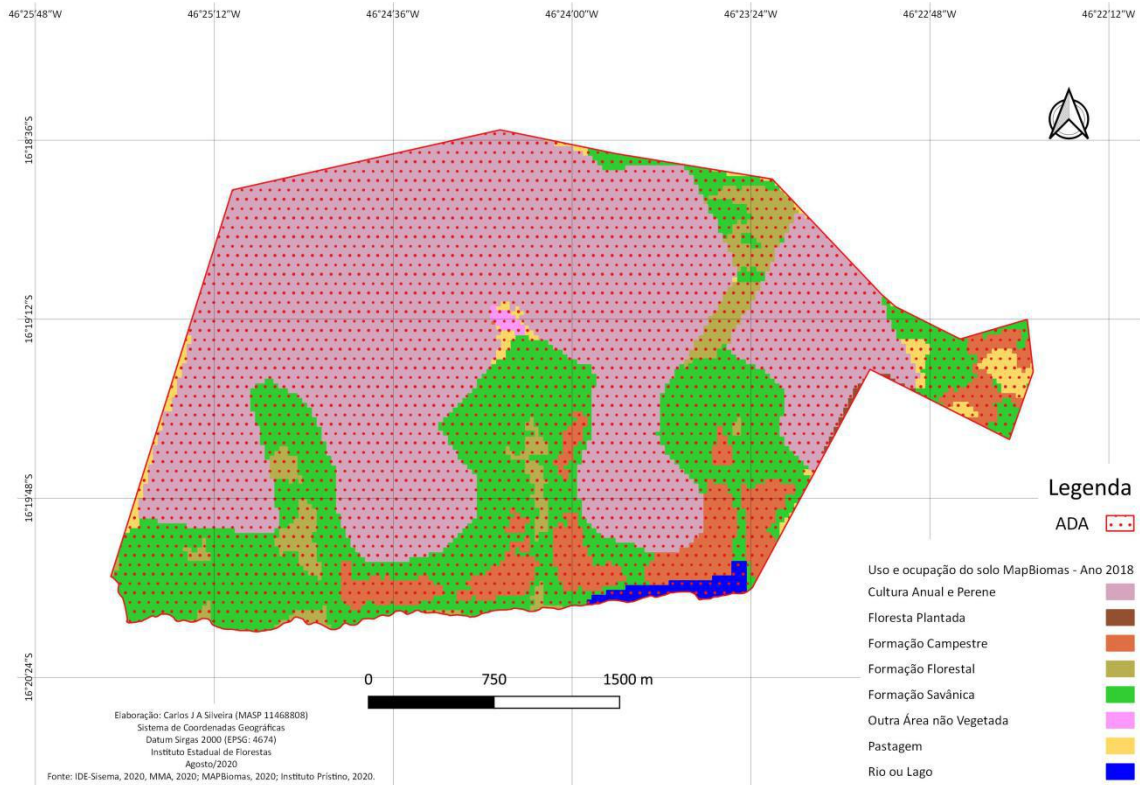 46°25'48"W 46°25'12"W 46°24'36"W 46°24'00"W 46°23'24"W 46°22'48"W 46°22'12"W
16°18'36"S
16°19'12"S
16°19'48"S
16°20'24"S
Legenda
ADA
Uso e ocupação do solo MapBiomas - Ano 2018
Cultura Anual e Perene
Floresta Plantada
Formação Campestre
Formação Florestal
Formação Savânica
Outra Área não Vegetada
Pastagem
Rio ou Lago
0 750 1500 m
Elaboração: Carlos J A Silveira (MASP 11468808)
Sistema de Coordenadas Geográficas
Datum Sirgas 2000 (EPSG: 4674)
Instituto Estadual de Florestas
Agosto/2020
Fonte: IDE-Sisema, 2020, MMA, 2020; MAPBiomas, 2020; Instituto Prístino, 2020.